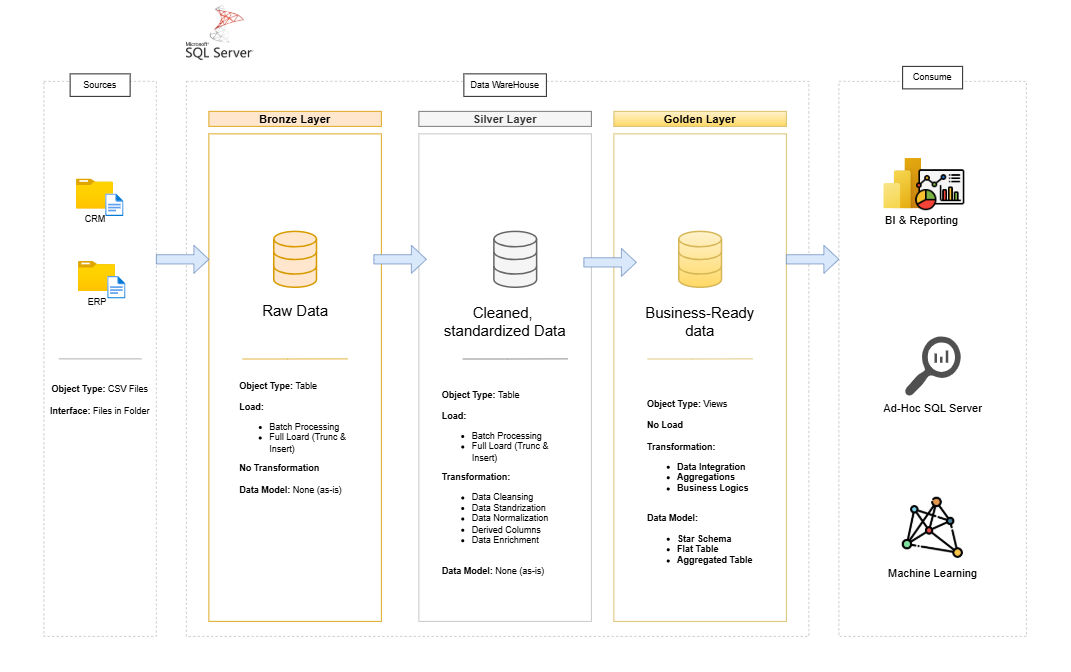 Microsoft®
SQL Server
Sources
CRM
ERP
Object Type: CSV Files
Interface: Files in Folder
Data WareHouse
Bronze Layer
Raw Data
Object Type: Table
Load:
Batch Processing
Full Loard (Trunc &
Insert)
No Transformation
Data Model: None (as-is)
Silver Layer
Cleaned,
standardized Data
Object Type: Table
Load:
Batch Processing
Full Loard (Trunc &
Insert)
Transformation:
Data Cleansing
Data Standrization
Data Normalization
Derived Columns
Data Enrichment
Data Model: None (as-is)
Golden Layer
Business-Ready
data
Object Type: Views
No Load
Transformation:
Data Integration
Aggregations
Business Logics
Data Model:
Star Schema
Flat Table
Aggregated Table
Consume
BI & Reporting
Ad-Hoc SQL Server
Machine Learning